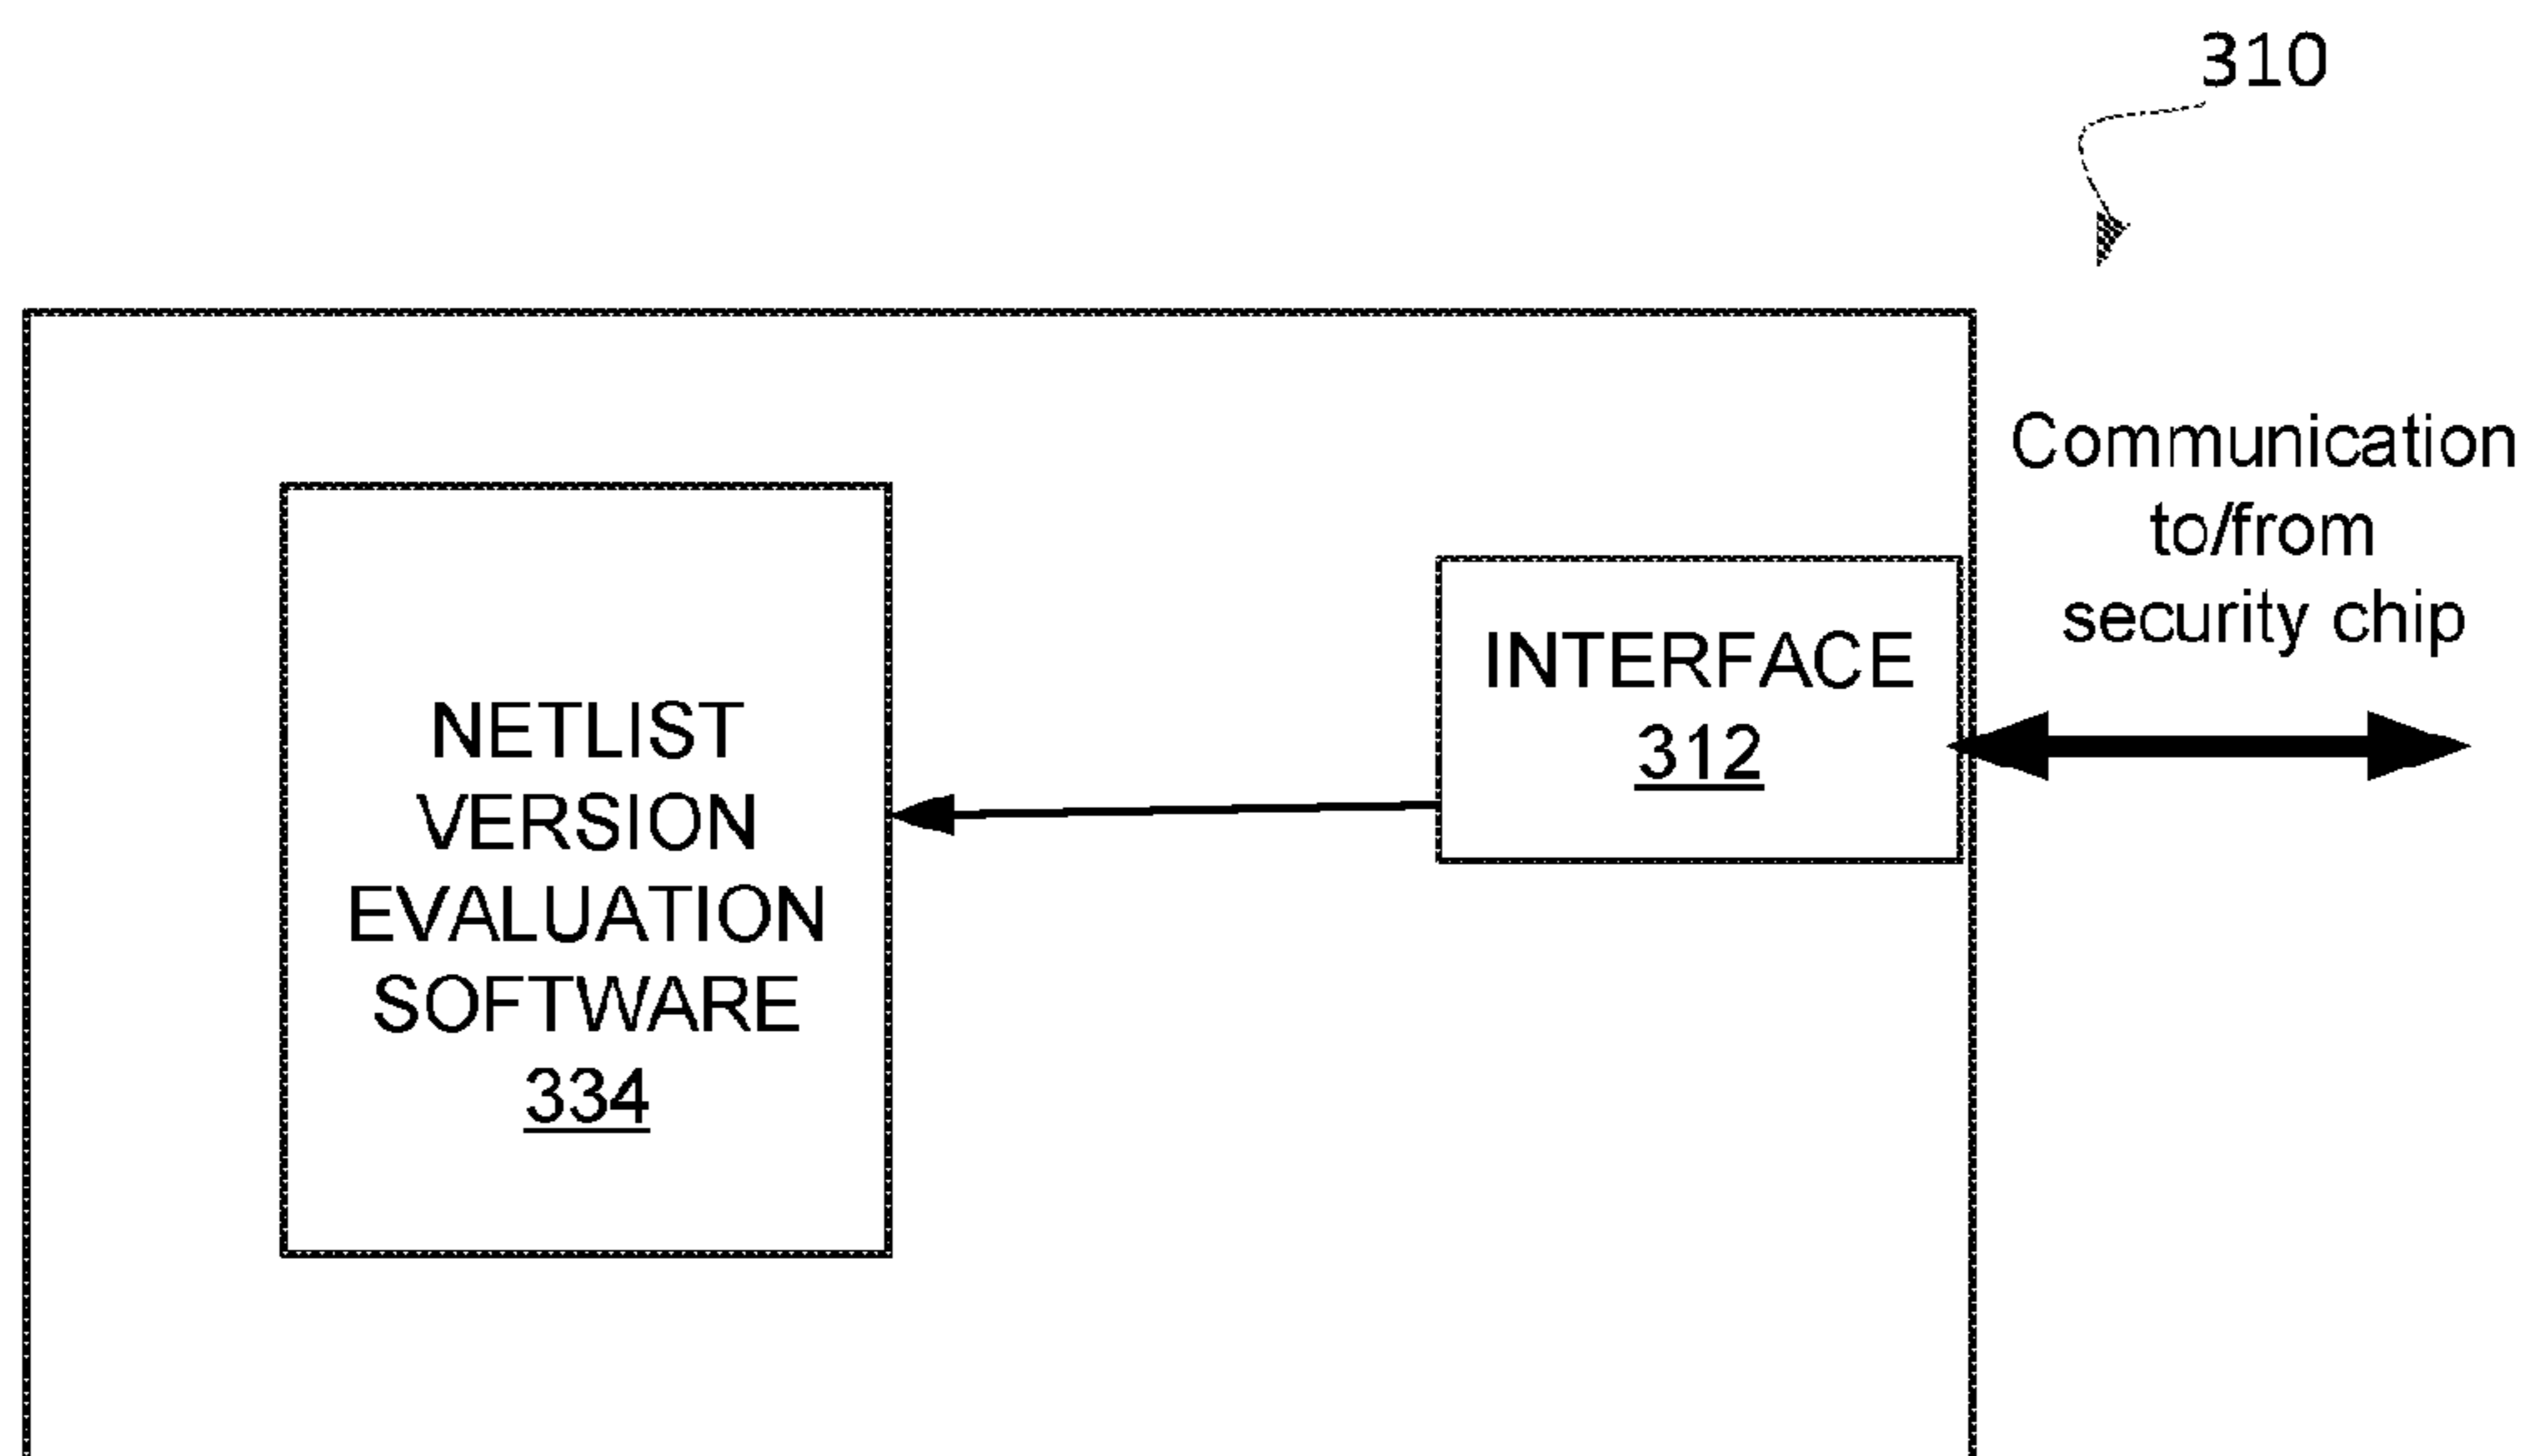 310
Communication
to/from
security chip
INTERFACE
312
NETLIST
VERSION
EVALUATION
SOFTWARE
334